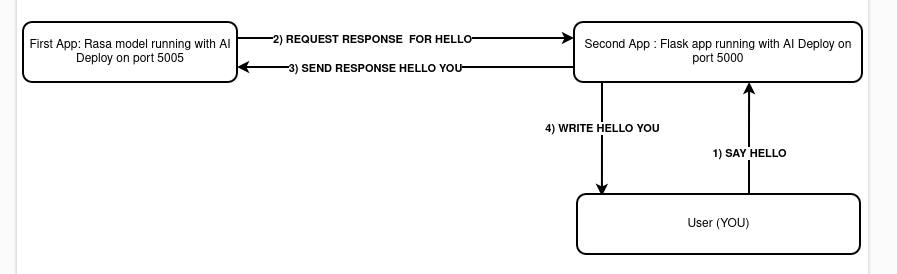 First App: Rasa model running with AI
Deploy on port 5005
2) REQUEST RESPONSE  FOR HELLO
3) SEND RESPONSE HELLO YOU
Second App : Flask app running with AI Deploy on
port 5000
4) WRITE HELLO YOU
1) SAY HELLO
User (YOU)